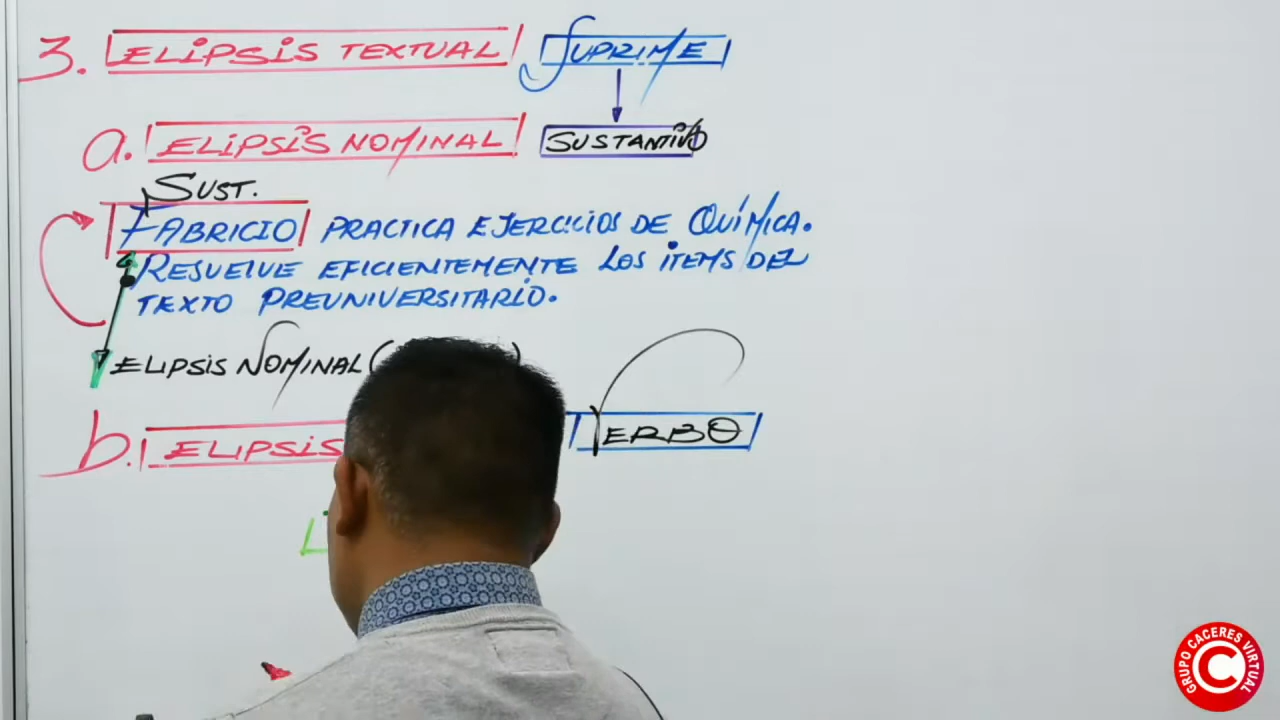 3. ELIPSIS TEXTUAL SUPRIME
a. ELIPSIS NOMINAL SUSTANTIVO
SUST.
FABRICIO PRACTICA EJERCICIOS DE QUÍMICA.
RESUELVE EFICIENTEMENTE LOS ITEMS DEL
TEXTO PREUNIVERSITARIO.
ELIPSIS NOMINAL ( )
b. ELIPSIS VERBO
GRUPO CACERES VIRTUAL
C